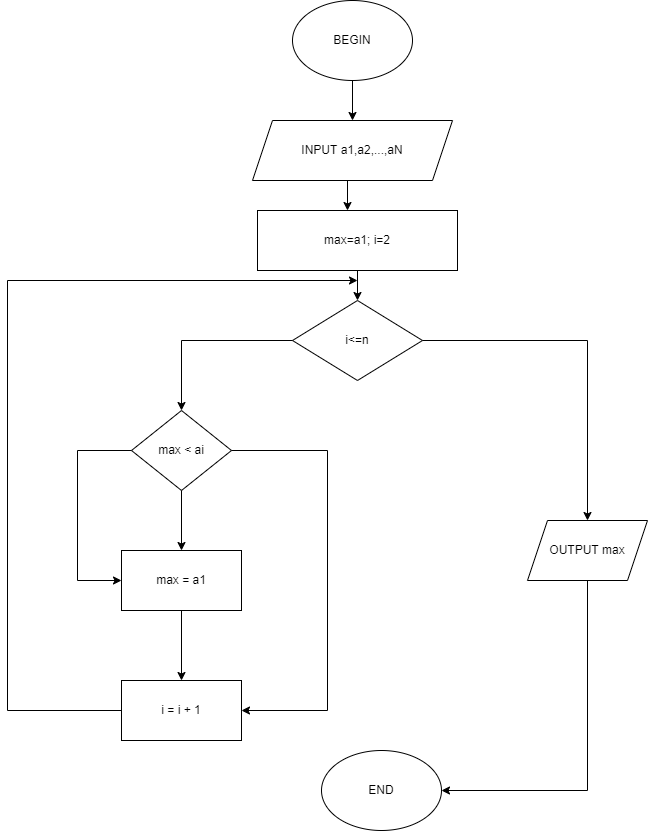 BEGIN
INPUT a1,a2,...,aN
max=a1; i=2
i<=n
max < ai
max = a1
OUTPUT max
i = i + 1
END